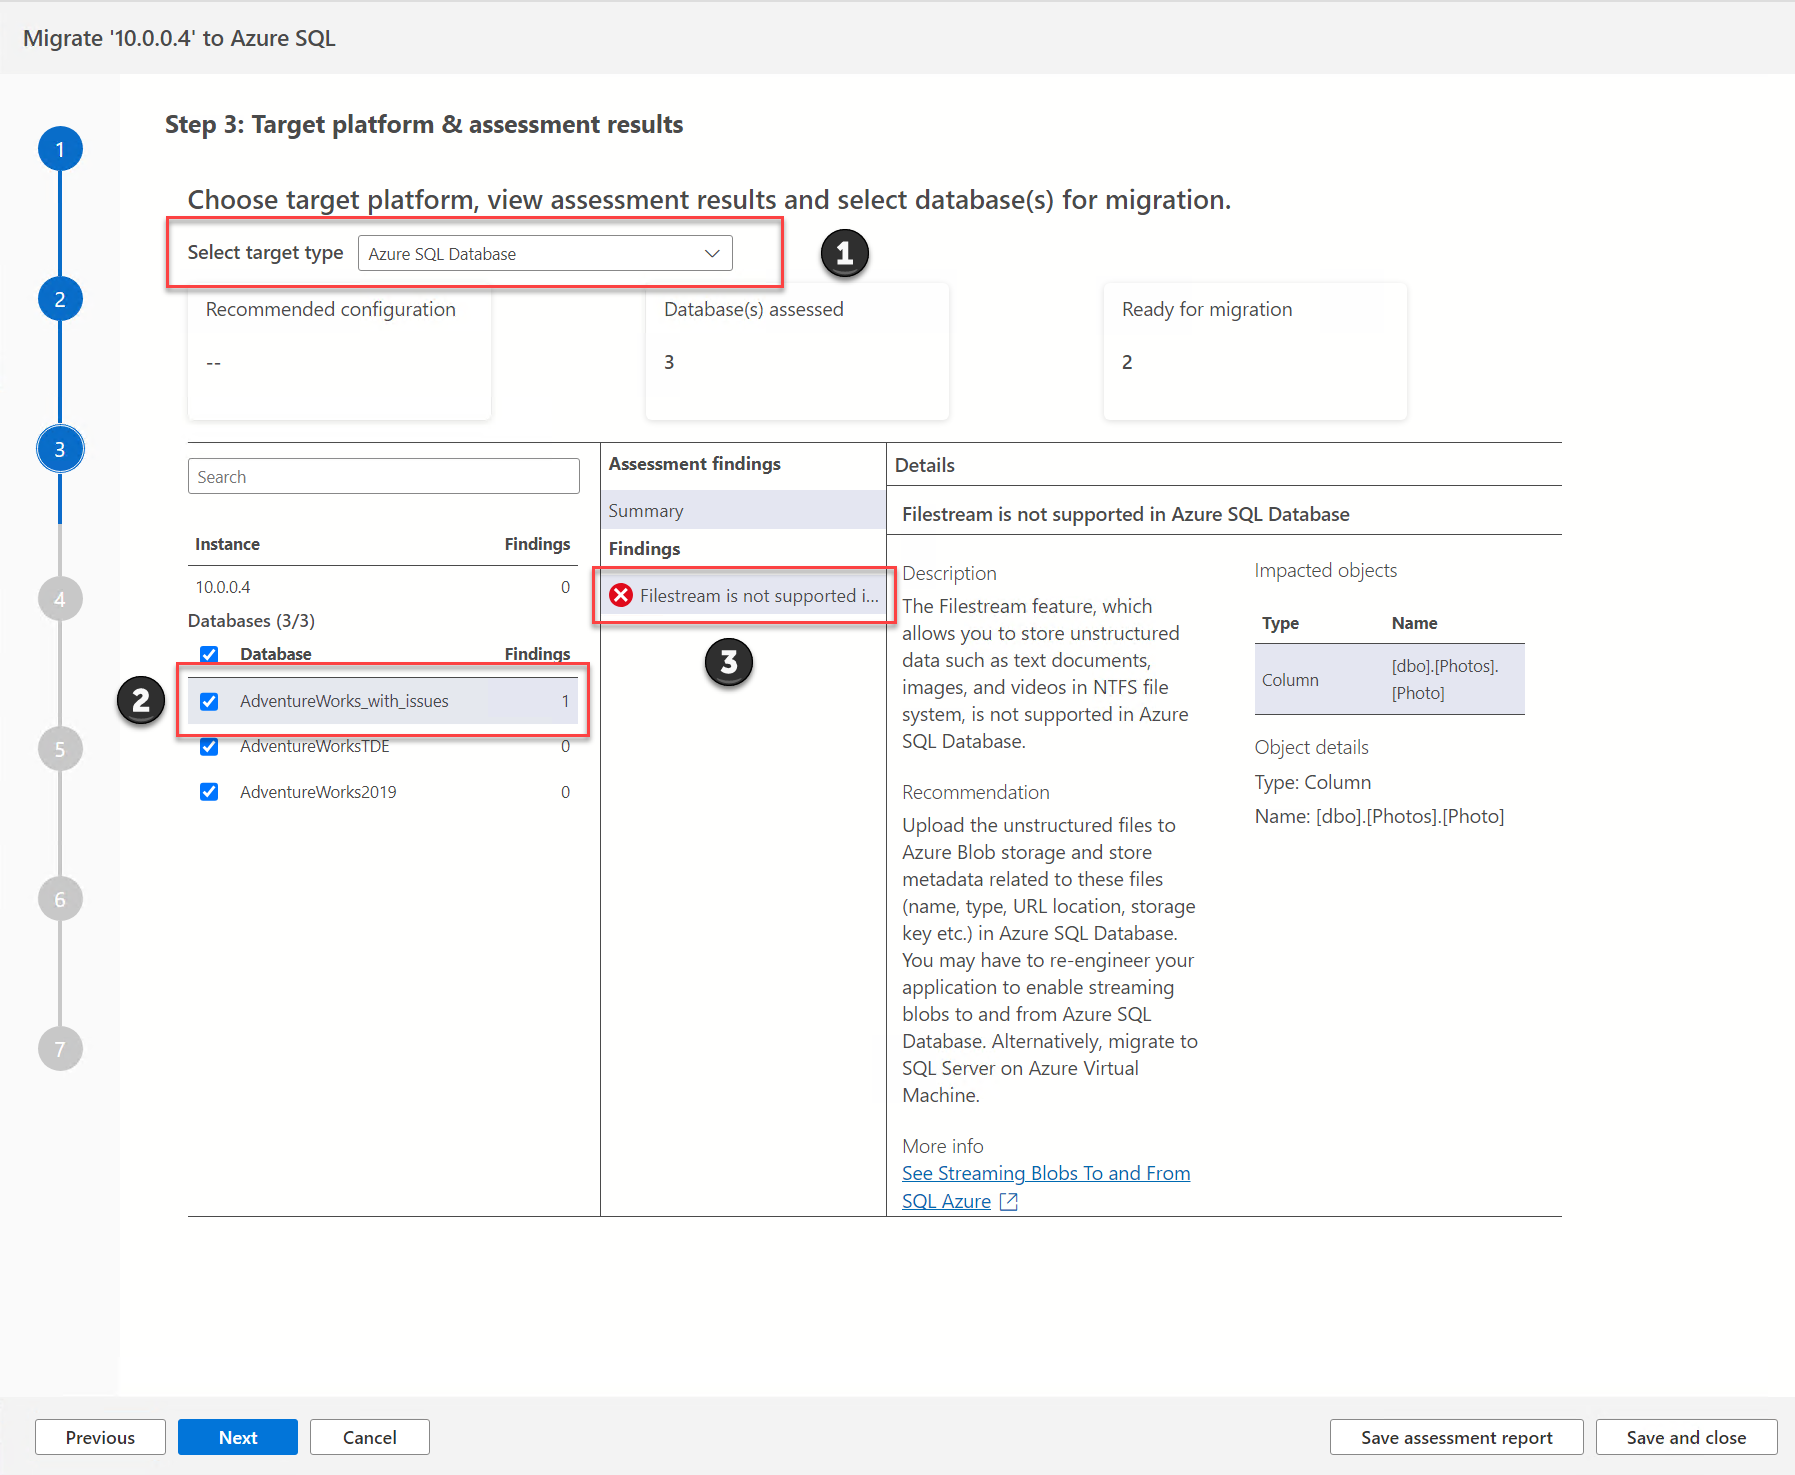 Migrate '10.0.0.4' to Azure SQL
Step 3: Target platform & assessment results
Choose target platform, view assessment results and select database(s) for migration.
Select target type
Azure SQL Database
1
Recommended configuration
--
Database(s) assessed
3
Ready for migration
2
1
2
3
4
5
6
7
Search
Instance Findings
10.0.0.4 0
Databases (3/3)
Database Findings
2
AdventureWorks_with_issues 1
AdventureWorksTDE 0
AdventureWorks2019 0
Assessment findings
Summary
Findings
Filestream is not supported i...
3
Details
Filestream is not supported in Azure SQL Database
Description
The Filestream feature, which
allows you to store unstructured
data such as text documents,
images, and videos in NTFS file
system, is not supported in Azure
SQL Database.
Recommendation
Upload the unstructured files to
Azure Blob storage and store
metadata related to these files
(name, type, URL location, storage
key etc.) in Azure SQL Database.
You may have to re-engineer your
application to enable streaming
blobs to and from Azure SQL
Database. Alternatively, migrate to
SQL Server on Azure Virtual
Machine.
More info
See Streaming Blobs To and From
SQL Azure
Impacted objects
Type Name
Column [dbo].[Photos].
[Photo]
Object details
Type: Column
Name: [dbo].[Photos].[Photo]
Previous
Next
Cancel
Save assessment report
Save and close